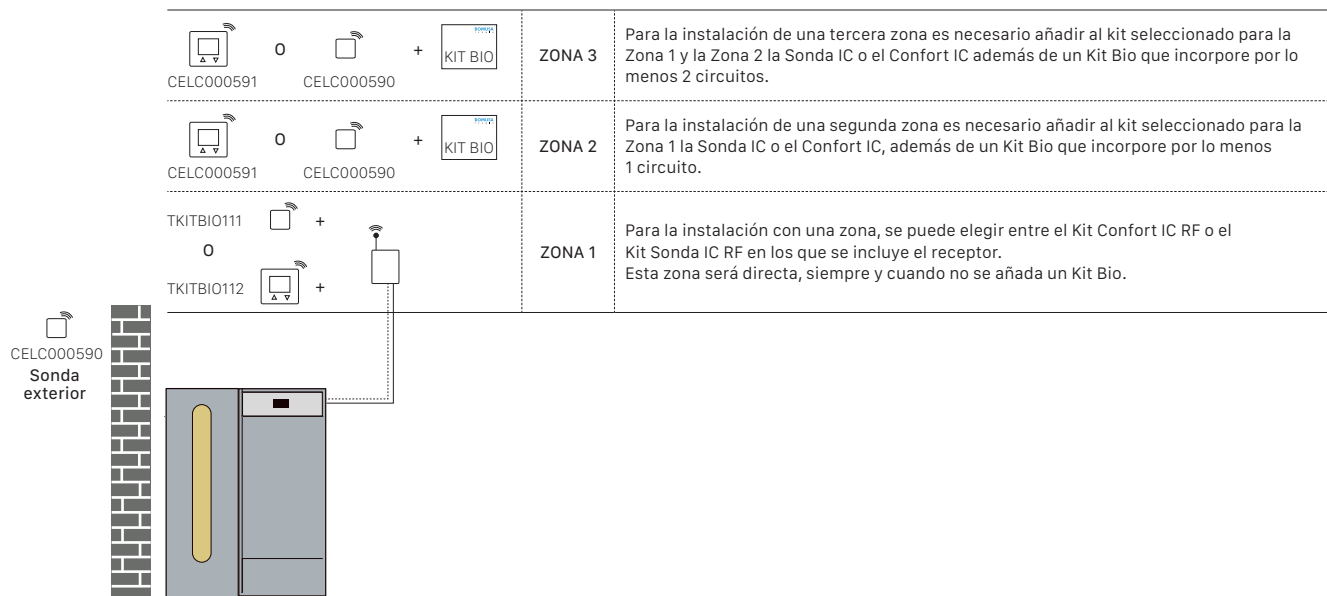 CELC000591
O
CELC000590
+
DOMUSA
KIT BIO
ZONA 3
Para la instalación de una tercera zona es necesario añadir al kit seleccionado para la
Zona 1 y la Zona 2 la Sonda IC o el Confort IC además de un Kit Bio que incorpore por lo
menos 2 circuitos.
CELC000591
O
CELC000590
+
DOMUSA
KIT BIO
ZONA 2
Para la instalación de una segunda zona es necesario añadir al kit seleccionado para la
Zona 1 la Sonda IC o el Confort IC, además de un Kit Bio que incorpore por lo menos
1 circuito.
TKITBIO111
+
O
TKITBIO112
+
ZONA 1
Para la instalación con una zona, se puede elegir entre el Kit Confort IC RF o el
Kit Sonda IC RF en los que se incluye el receptor.
Esta zona será directa, siempre y cuando no se añada un Kit Bio.
CELC000590
Sonda
exterior